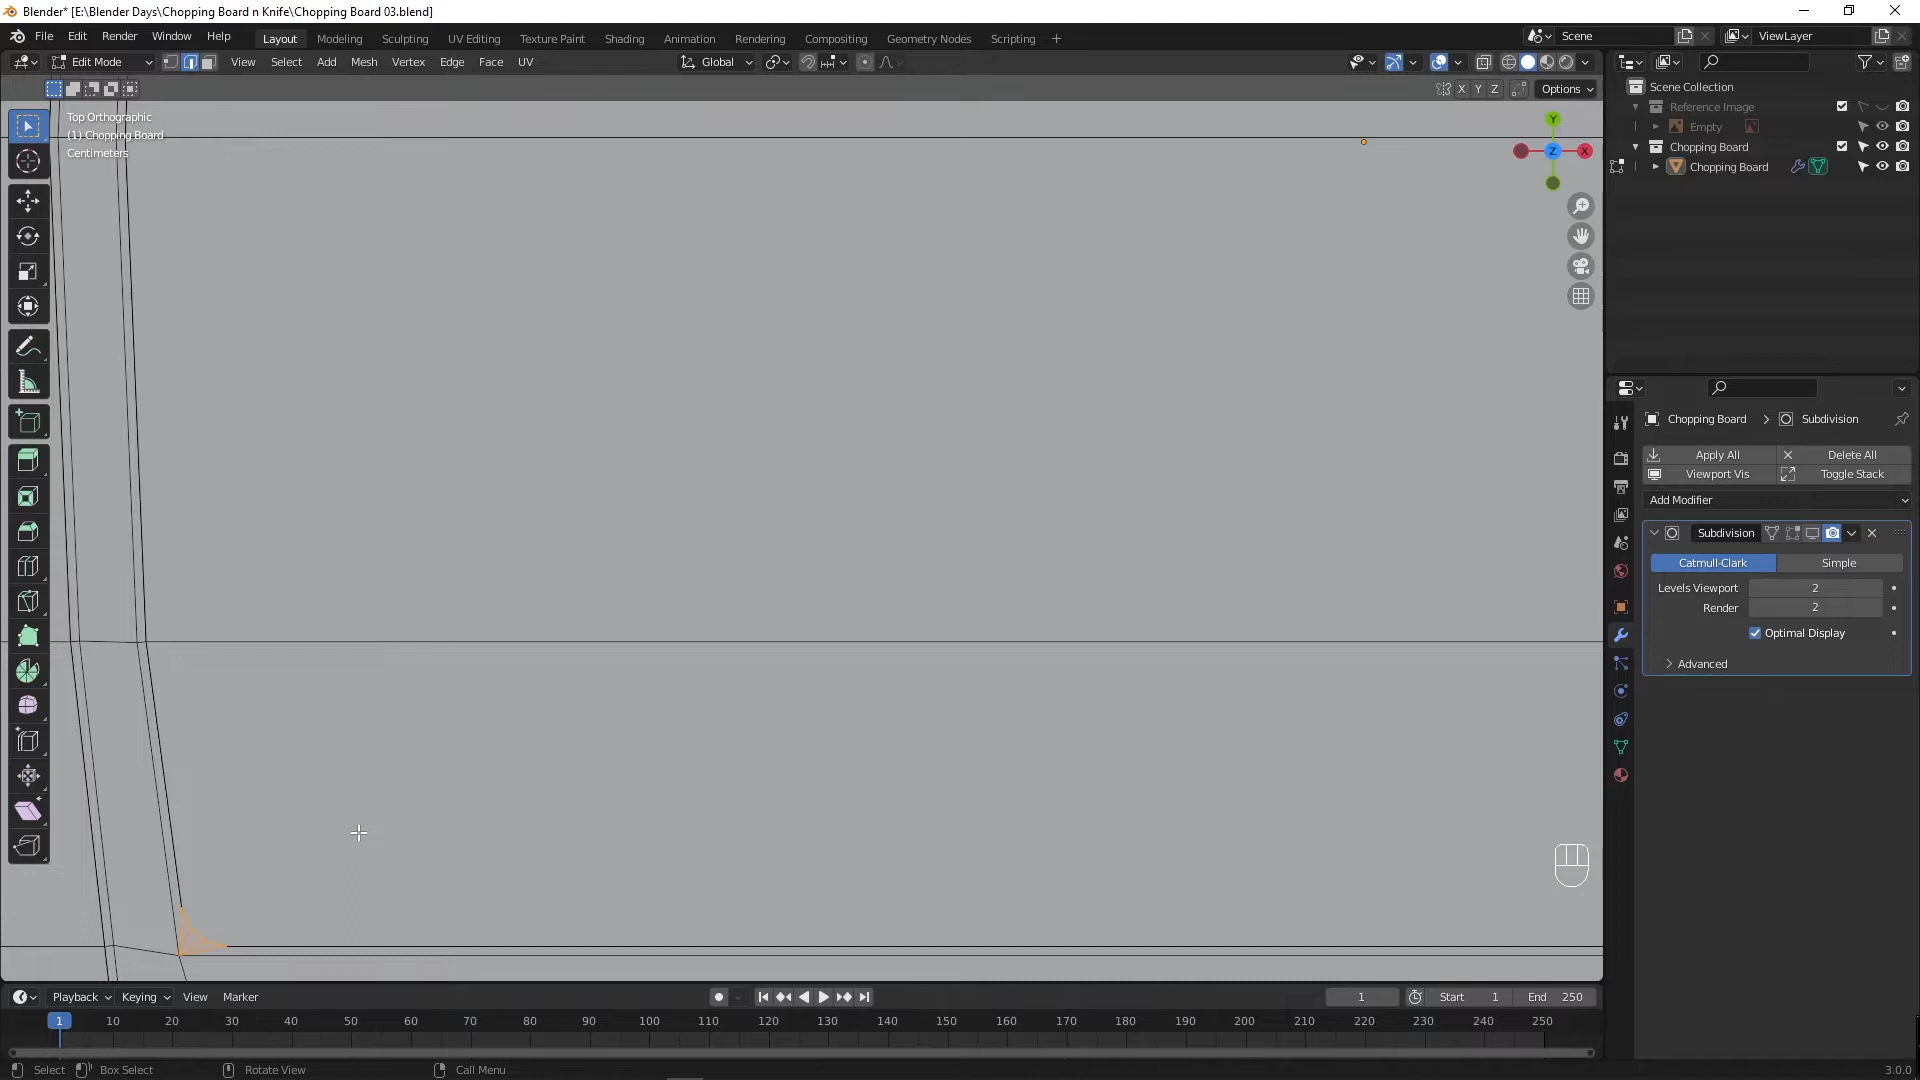 Blender* [E:\Blender Days\Chopping Board n Knife\Chopping Board 03.blend]
File Edit Render Window Help Layout Modeling Sculpting UV Editing Texture Paint Shading Animation Rendering Compositing Geometry Nodes Scripting + Scene ViewLayer
Edit Mode View Select Add Mesh Vertex Edge Face UV Global
X Y Z Options
Top Orthographic
(1) Chopping Board
Centimeters
Y
Z X
Scene Collection
Reference Image
Empty
Chopping Board
Chopping Board
Chopping Board > Subdivision
Apply All Delete All
Viewport Vis Toggle Stack
Add Modifier
Subdivision
Catmull-Clark Simple
Levels Viewport 2
Render 2
Optimal Display
Advanced
Playback Keying View Marker 1 Start 1 End 250
1 10 20 30 40 50 60 70 80 90 100 110 120 130 140 150 160 170 180 190 200 210 220 230 240 250
Select Box Select Rotate View Call Menu 3.0.0